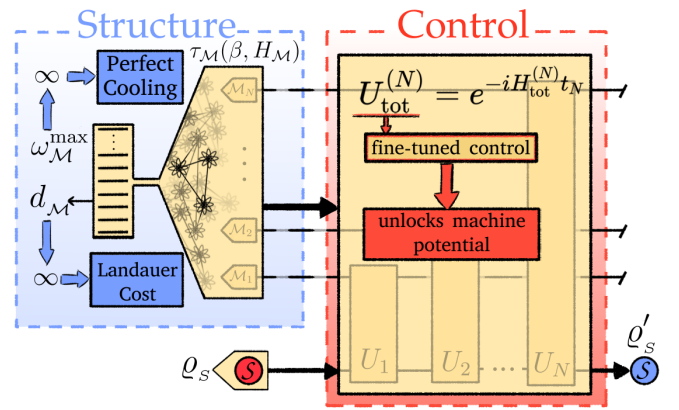 Structure
Control
τ_M(β, H_M)
∞
Perfect
Cooling
ω_M^max
d_M
∞
Landauer
Cost
M_N
⋮
M_2
M_1
U_tot^(N) = e^{-iH_tot^(N) t_N}
fine-tuned control
unlocks machine
potential
ϱ_S
S
U_1
U_2
····
U_N
ϱ'_S
S